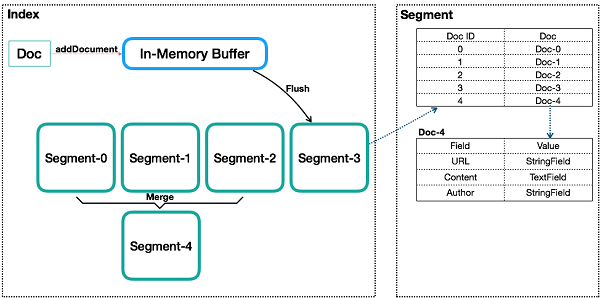 Index
Doc
addDocument
In-Memory Buffer
Flush
Segment-0
Segment-1
Segment-2
Segment-3
Merge
Segment-4
Segment
Doc ID Doc
0 Doc-0
1 Doc-1
2 Doc-2
3 Doc-3
4 Doc-4
Doc-4
Field Value
URL StringField
Content TextField
Author StringField